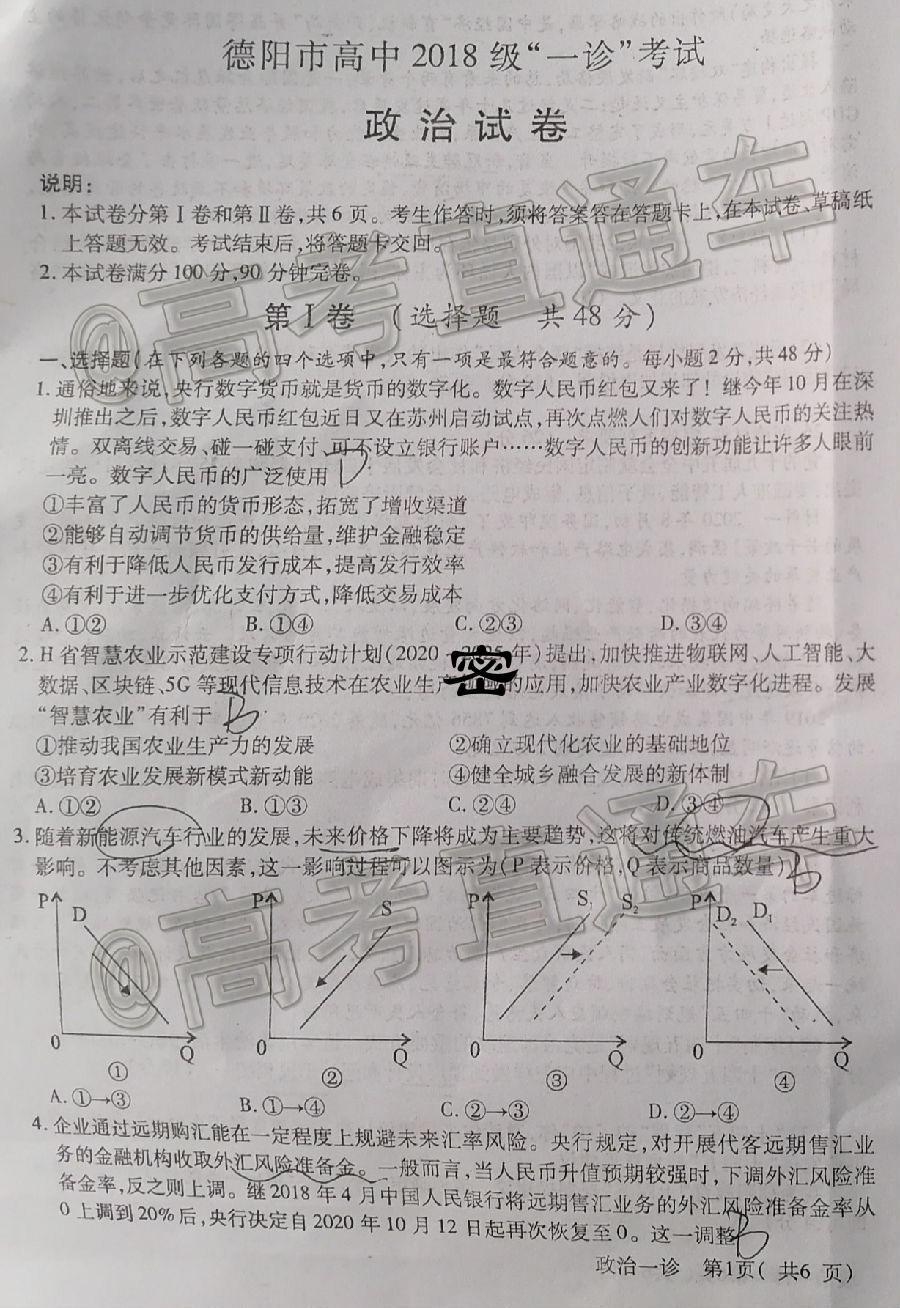 德阳市高中2018级“一诊”考试
政治试卷
说明:
1.本试卷分第Ⅰ卷和第Ⅱ卷,共6页。考生作答时,须将答案答在答题卡上,在本试卷、草稿纸
上答题无效。考试结束后,将答题卡交回。
2.本试卷满分100分,90分钟完卷。
第Ⅰ卷 (选择题 共48分)
一、选择题(在下列各题的四个选项中,只有一项是最符合题意的。每小题2分,共48分)
1.通俗地来说,央行数字货币就是货币的数字化。数字人民币红包又来了!继今年10月在深
圳推出之后,数字人民币红包近日又在苏州启动试点,再次点燃人们对数字人民币的关注热
情。双离线交易、碰一碰支付、可不设立银行账户……数字人民币的创新功能让许多人眼前
一亮。数字人民币的广泛使用 D
①丰富了人民币的货币形态,拓宽了增收渠道
②能够自动调节货币的供给量,维护金融稳定
③有利于降低人民币发行成本,提高发行效率
④有利于进一步优化支付方式,降低交易成本
A.①② B.①④ C.②③ D.③④
2.H省智慧农业示范建设专项行动计划(2020 密 年)提出,加快推进物联网、人工智能、大
数据、区块链、5G等现代信息技术在农业生产 的应用,加快农业产业数字化进程。发展
“智慧农业”有利于 B
①推动我国农业生产力的发展 ②确立现代化农业的基础地位
③培育农业发展新模式新动能 ④健全城乡融合发展的新体制
A.①② B.①③ C.②④ D.③④
3.随着新能源汽车行业的发展,未来价格下降将成为主要趋势,这将对传统燃油汽车产生重大
影响。不考虑其他因素,这一影响过程可以图示为(P表示价格,Q表示商品数量) B
P D 0 Q ①
P S 0 Q ②
P S₁ S₂ 0 Q ③
P D₂ D₁ 0 Q ④
A.①→③ B.①→④ C.②→③ D.②→④
4.企业通过远期购汇能在一定程度上规避未来汇率风险。央行规定,对开展代客远期售汇业
务的金融机构收取外汇风险准备金。一般而言,当人民币升值预期较强时,下调外汇风险准
备金率,反之则上调。继2018年4月中国人民银行将远期售汇业务的外汇风险准备金率从
0上调到20%后,央行决定自2020年10月12日起再次恢复至0。这一调整 B
政治一诊 第1页(共6页)
@高考直通车
@高考直通车